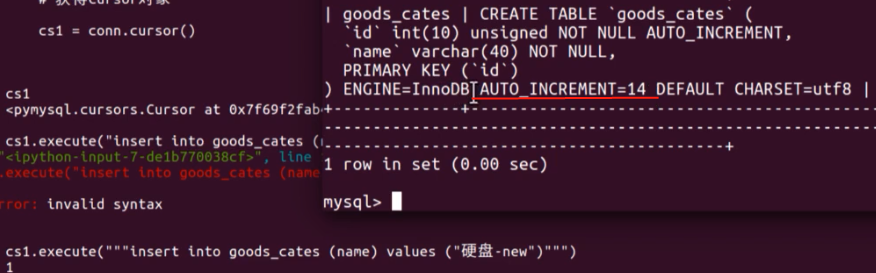 # 获得Cursor对象
cs1 = conn.cursor()
cs1
<pymysql.cursors.Cursor at 0x7f69f2fab
cs1.execute("insert into goods_cates (
"<ipython-input-7-de1b770038cf>", line
.execute("insert into goods_cates (name
rror: invalid syntax
cs1.execute("""insert into goods_cates (name) values ("硬盘-new")""")
1
| goods_cates | CREATE TABLE `goods_cates` (
`id` int(10) unsigned NOT NULL AUTO_INCREMENT,
`name` varchar(40) NOT NULL,
PRIMARY KEY (`id`)
) ENGINE=InnoDB AUTO_INCREMENT=14 DEFAULT CHARSET=utf8 |
1 row in set (0.00 sec)
mysql>